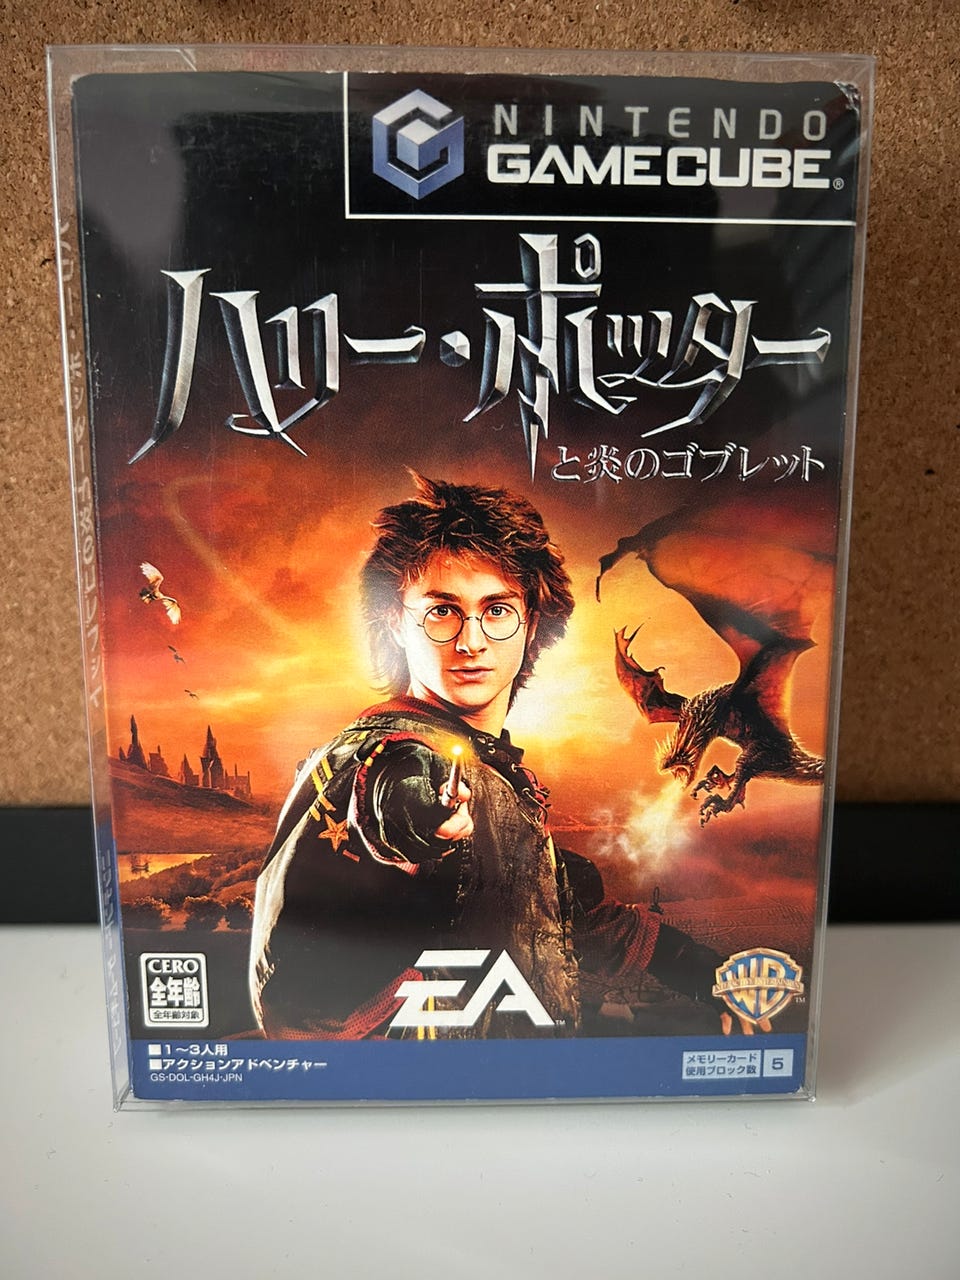 NINTENDO
GAMECUBE®
ハリー・ポッター
と炎のゴブレット
CERO
全年齢
全年齢対象
EA™
WB
TM
■1〜3人用
■アクションアドベンチャー
GS-DOL-GH4J-JPN
メモリーカード
使用ブロック数
5